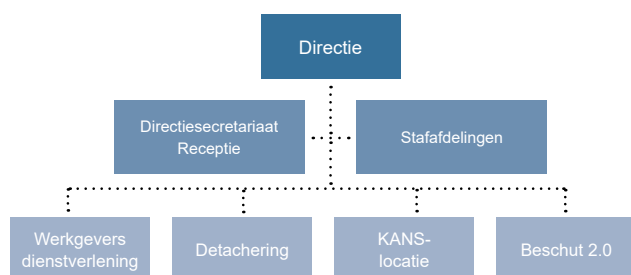 Directie
Directiesecretariaat
Receptie
Stafafdelingen
Werkgevers
dienstverlening
Detachering
KANS-
locatie
Beschut 2.0